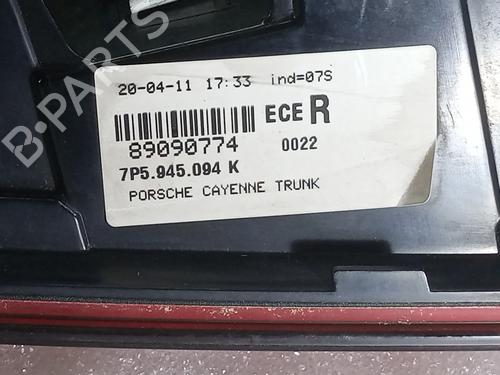 B-PARTS
20-04-11 17:33 ind=07S
ECE R
89090774
0022
7P5.945.094 K
PORSCHE CAYENNE TRUNK